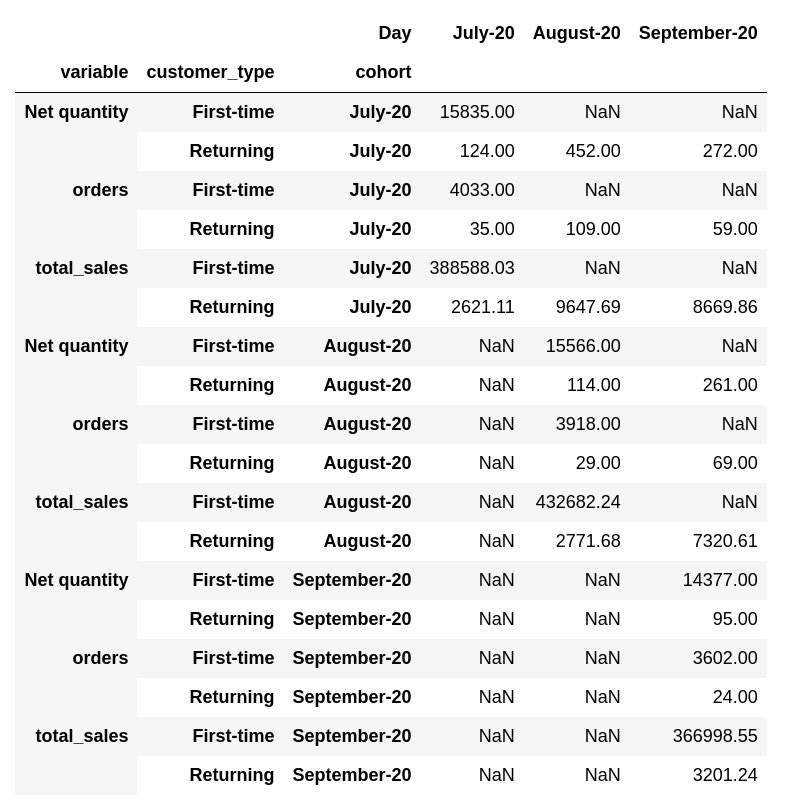 Day July-20 August-20 September-20
variable customer_type cohort
Net quantity First-time July-20 15835.00 NaN NaN
Returning July-20 124.00 452.00 272.00
orders First-time July-20 4033.00 NaN NaN
Returning July-20 35.00 109.00 59.00
total_sales First-time July-20 388588.03 NaN NaN
Returning July-20 2621.11 9647.69 8669.86
Net quantity First-time August-20 NaN 15566.00 NaN
Returning August-20 NaN 114.00 261.00
orders First-time August-20 NaN 3918.00 NaN
Returning August-20 NaN 29.00 69.00
total_sales First-time August-20 NaN 432682.24 NaN
Returning August-20 NaN 2771.68 7320.61
Net quantity First-time September-20 NaN NaN 14377.00
Returning September-20 NaN NaN 95.00
orders First-time September-20 NaN NaN 3602.00
Returning September-20 NaN NaN 24.00
total_sales First-time September-20 NaN NaN 366998.55
Returning September-20 NaN NaN 3201.24